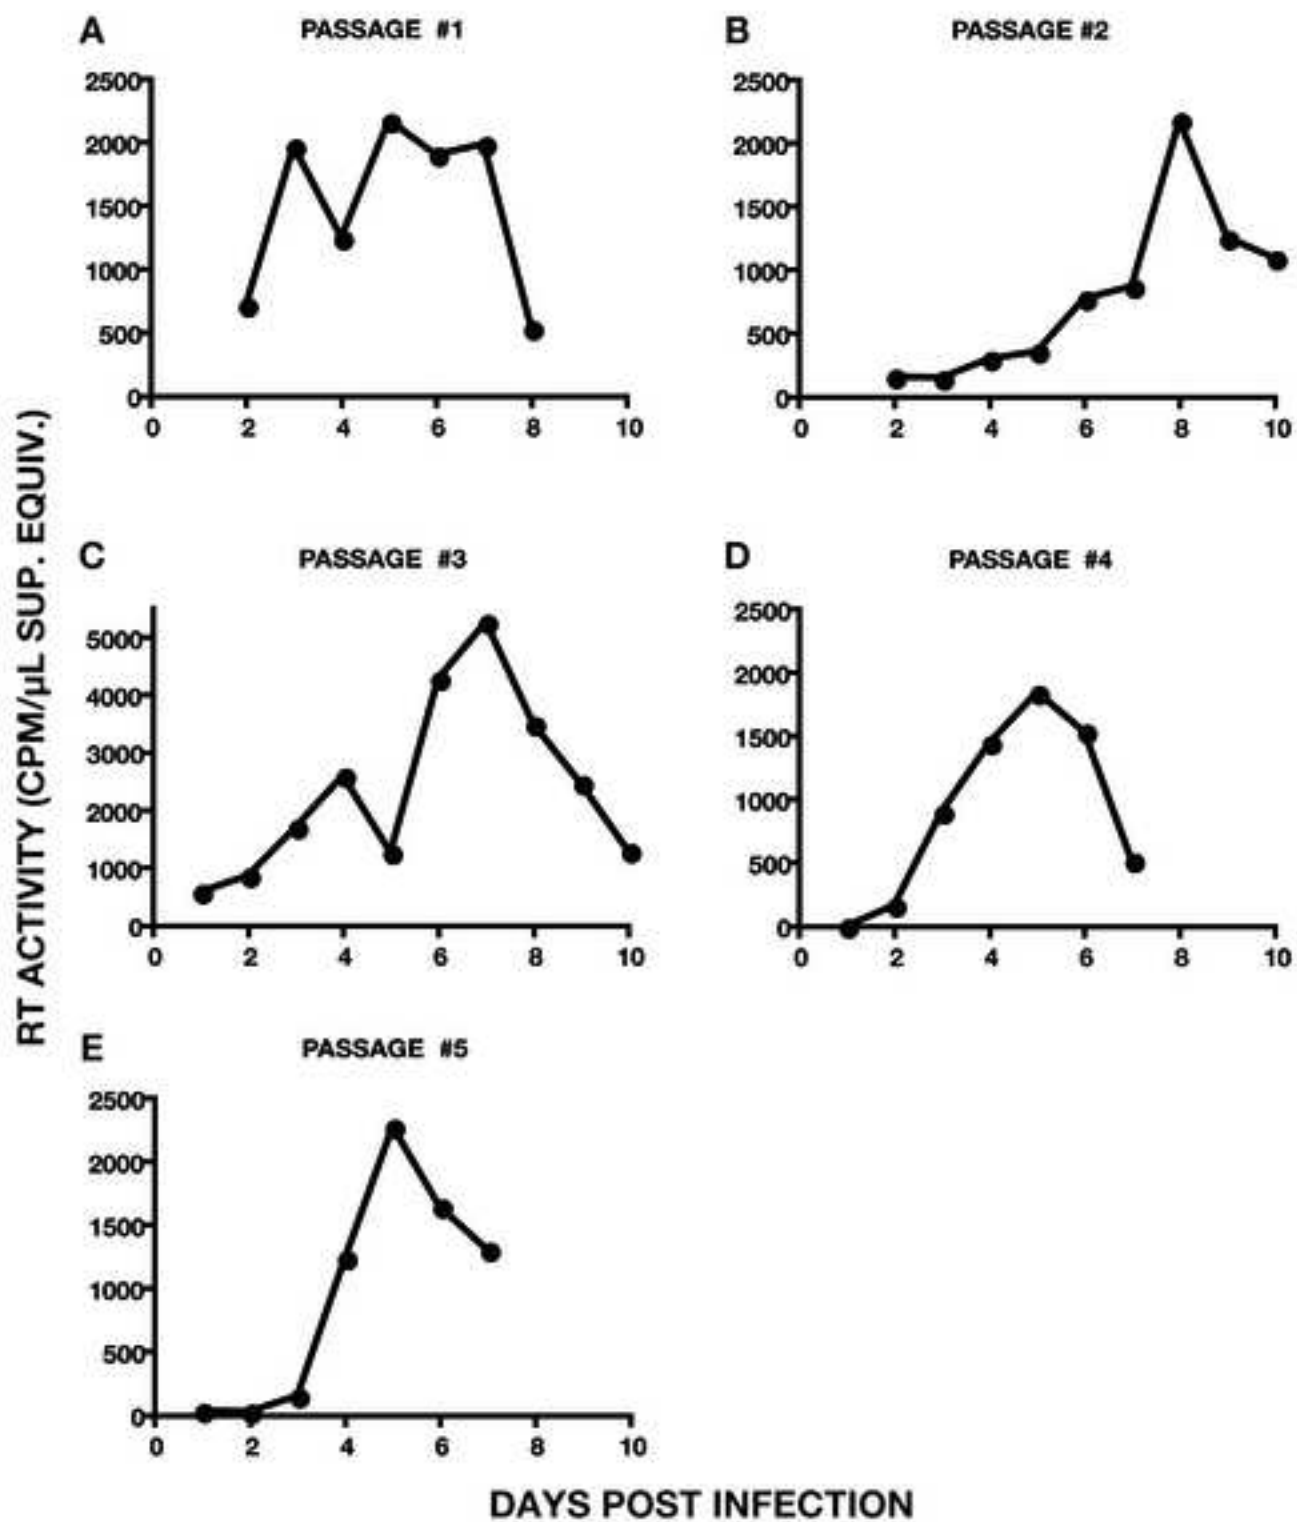 A PASSAGE #1
2500
2000
1500
1000
500
0
0 2 4 6 8 10
B PASSAGE #2
2500
2000
1500
1000
500
0
0 2 4 6 8 10
C PASSAGE #3
5000
4000
3000
2000
1000
0
0 2 4 6 8 10
D PASSAGE #4
2500
2000
1500
1000
500
0
0 2 4 6 8 10
E PASSAGE #5
2500
2000
1500
1000
500
0
0 2 4 6 8 10
RT ACTIVITY (CPM/µL SUP. EQUIV.)
DAYS POST INFECTION